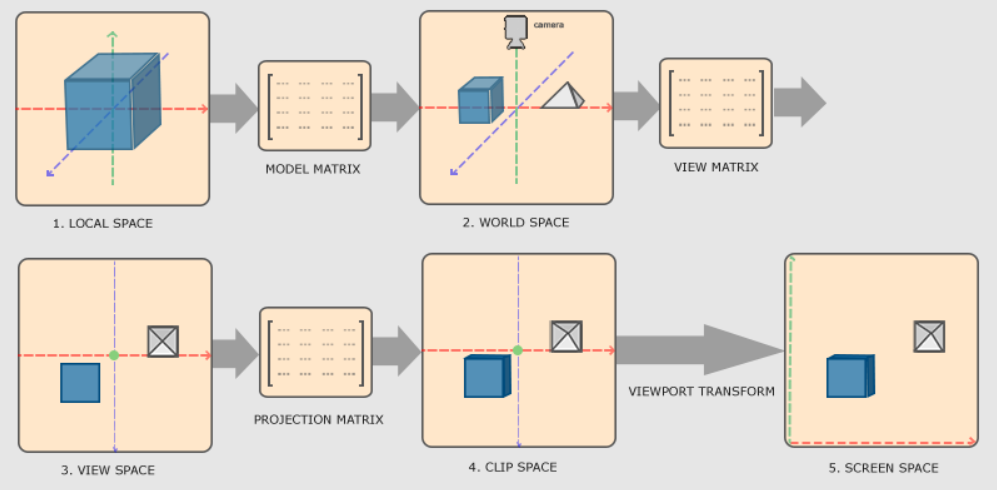 camera
MODEL MATRIX
VIEW MATRIX
1. LOCAL SPACE
2. WORLD SPACE
PROJECTION MATRIX
VIEWPORT TRANSFORM
3. VIEW SPACE
4. CLIP SPACE
5. SCREEN SPACE